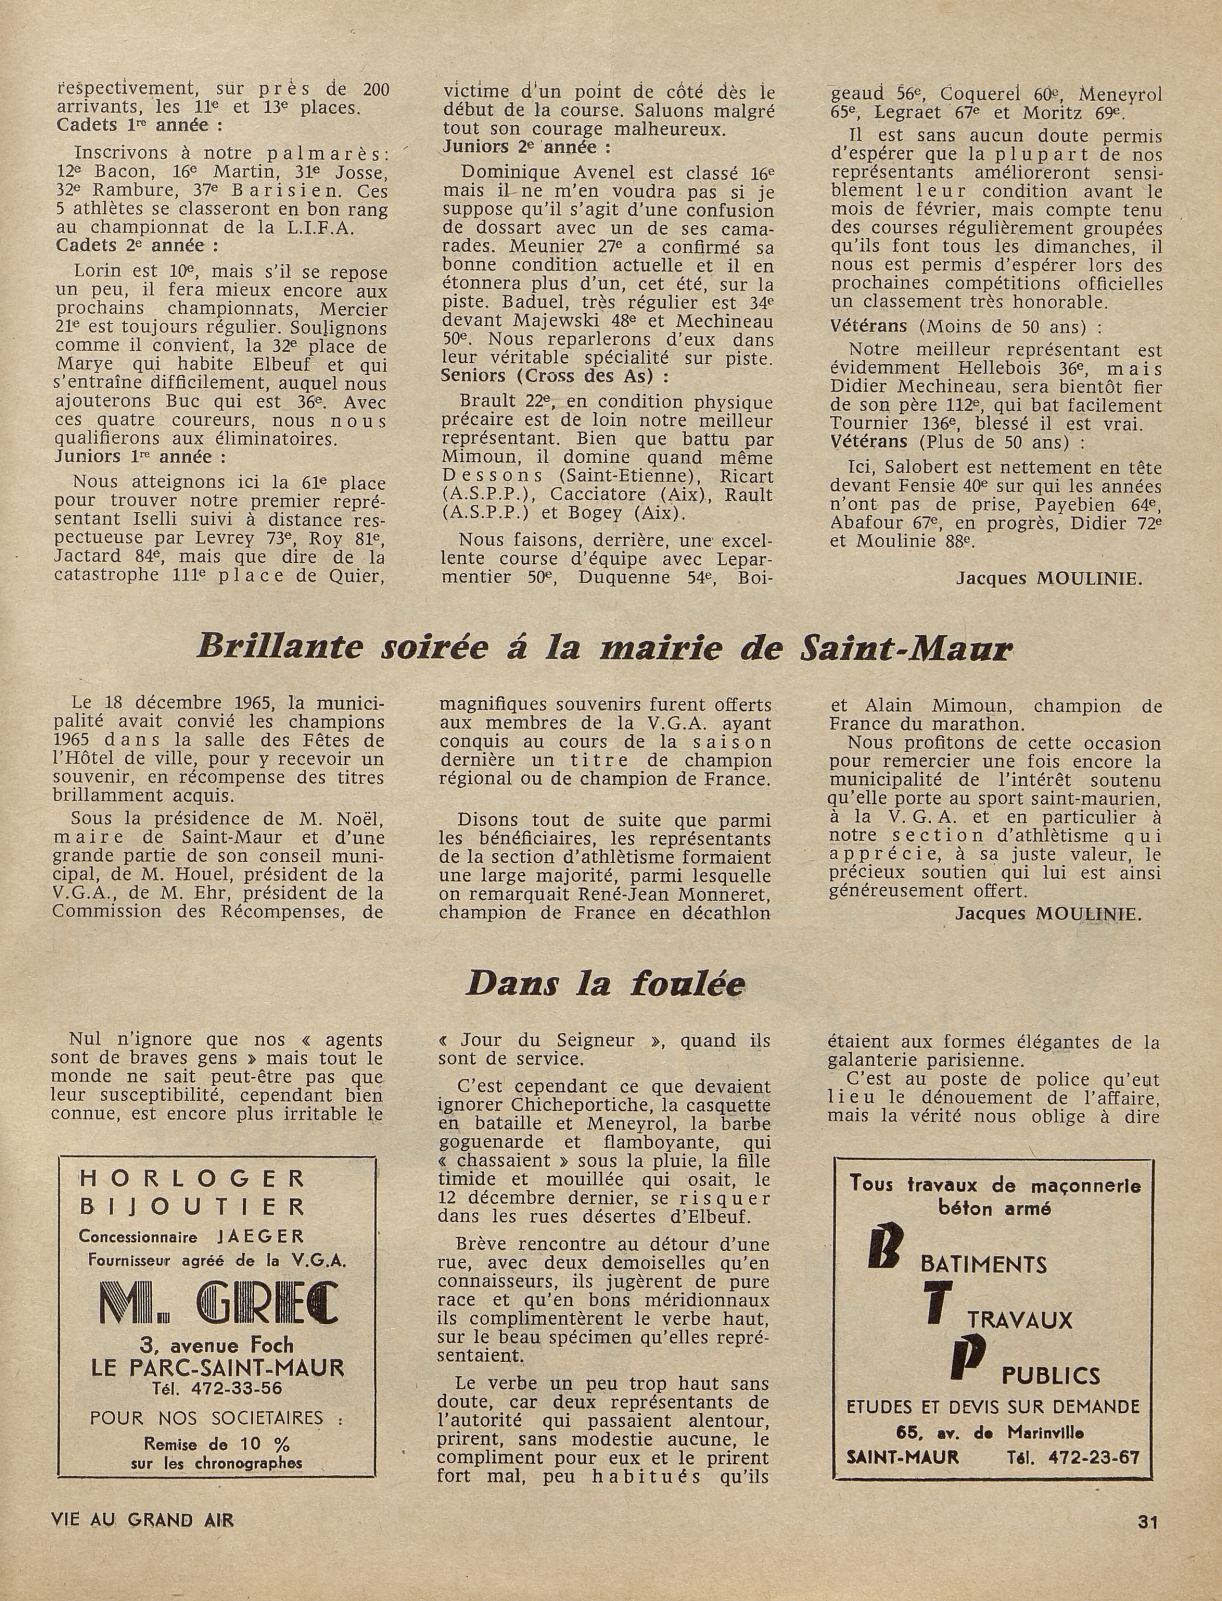 respectivement, sur près de 200
arrivants, les 11e et 13e places.
Cadets 1re année :
Inscrivons à notre palmarès:
12e Bacon, 16e Martin, 31e Josse,
32e Rambure, 37e Barisien. Ces
5 athlètes se classeront en bon rang
au championnat de la L.I.F.A.
Cadets 2e année :
Lorin est 10e, mais s'il se repose
un peu, il fera mieux encore aux
prochains championnats, Mercier
21e est toujours régulier. Soulignons
comme il convient, la 32e place de
Marye qui habite Elbeuf et qui
s'entraîne difficilement, auquel nous
ajouterons Buc qui est 36e. Avec
ces quatre coureurs, nous nous
qualifierons aux éliminatoires.
Juniors 1re année :
Nous atteignons ici la 61e place
pour trouver notre premier repré-
sentant Iselli suivi à distance res-
pectueuse par Levrey 73e, Roy 81e,
Jactard 84e, mais que dire de la
catastrophe 111e place de Quier,
victime d'un point de côté dès le
début de la course. Saluons malgré
tout son courage malheureux.
Juniors 2e année :
Dominique Avenel est classé 16e
mais il ne m'en voudra pas si je
suppose qu'il s'agit d'une confusion
de dossart avec un de ses cama-
rades. Meunier 27e a confirmé sa
bonne condition actuelle et il en
étonnera plus d'un, cet été, sur la
piste. Baduel, très régulier est 34e
devant Majewski 48e et Mechineau
50e. Nous reparlerons d'eux dans
leur véritable spécialité sur piste.
Seniors (Cross des As) :
Brault 22e, en condition physique
précaire est de loin notre meilleur
représentant. Bien que battu par
Mimoun, il domine quand même
Dessons (Saint-Etienne), Ricart
(A.S.P.P.), Cacciatore (Aix), Rault
(A.S.P.P.) et Bogey (Aix).
Nous faisons, derrière, une excel-
lente course d'équipe avec Lepar-
mentier 50e, Duquenne 54e, Boi-
geaud 56e, Coquerel 60e, Meneyrol
65e, Legraet 67e et Moritz 69e.
Il est sans aucun doute permis
d'espérer que la plupart de nos
représentants amélioreront sensi-
blement leur condition avant le
mois de février, mais compte tenu
des courses régulièrement groupées
qu'ils font tous les dimanches, il
nous est permis d'espérer lors des
prochaines compétitions officielles
un classement très honorable.
Vétérans (Moins de 50 ans) :
Notre meilleur représentant est
évidemment Hellebois 36e, mais
Didier Mechineau, sera bientôt fier
de son père 112e, qui bat facilement
Tournier 136e, blessé il est vrai.
Vétérans (Plus de 50 ans) :
Ici, Salobert est nettement en tête
devant Fensie 40e sur qui les années
n'ont pas de prise, Payebien 64e,
Abafour 67e, en progrès, Didier 72e
et Moulinie 88e.
Jacques MOULINIE.
Brillante soirée á la mairie de Saint-Maur
Le 18 décembre 1965, la munici-
palité avait convié les champions
1965 dans la salle des Fêtes de
l'Hôtel de ville, pour y recevoir un
souvenir, en récompense des titres
brillamment acquis.
Sous la présidence de M. Noël,
maire de Saint-Maur et d'une
grande partie de son conseil muni-
cipal, de M. Houel, président de la
V.G.A., de M. Ehr, président de la
Commission des Récompenses, de
magnifiques souvenirs furent offerts
aux membres de la V.G.A. ayant
conquis au cours de la saison
dernière un titre de champion
régional ou de champion de France.
Disons tout de suite que parmi
les bénéficiaires, les représentants
de la section d'athlètisme formaient
une large majorité, parmi lesquelle
on remarquait René-Jean Monneret,
champion de France en décathlon
et Alain Mimoun, champion de
France du marathon.
Nous profitons de cette occasion
pour remercier une fois encore la
municipalité de l'intérêt soutenu
qu'elle porte au sport saint-maurien,
à la V. G. A. et en particulier à
notre section d'athlètisme qui
apprécie, à sa juste valeur, le
précieux soutien qui lui est ainsi
généreusement offert.
Jacques MOULINIE.
Dans la foulée
Nul n'ignore que nos « agents
sont de braves gens » mais tout le
monde ne sait peut-être pas que
leur susceptibilité, cependant bien
connue, est encore plus irritable le
« Jour du Seigneur », quand ils
sont de service.
C'est cependant ce que devaient
ignorer Chicheportiche, la casquette
en bataille et Meneyrol, la barbe
goguenarde et flamboyante, qui
« chassaient » sous la pluie, la fille
timide et mouillée qui osait, le
12 décembre dernier, se risquer
dans les rues désertes d'Elbeuf.
Brève rencontre au détour d'une
rue, avec deux demoiselles qu'en
connaisseurs, ils jugèrent de pure
race et qu'en bons méridionnaux
ils complimentèrent le verbe haut,
sur le beau spécimen qu'elles repré-
sentaient.
Le verbe un peu trop haut sans
doute, car deux représentants de
l'autorité qui passaient alentour,
prirent, sans modestie aucune, le
compliment pour eux et le prirent
fort mal, peu habitués qu'ils
étaient aux formes élégantes de la
galanterie parisienne.
C'est au poste de police qu'eut
lieu le dénouement de l'affaire,
mais la vérité nous oblige à dire
HORLOGER
BIJOUTIER
Concessionnaire JAEGER
Fournisseur agréé de la V.G.A.
M. GREC
3, avenue Foch
LE PARC-SAINT-MAUR
Tél. 472-33-56
POUR NOS SOCIETAIRES :
Remise de 10 %
sur les chronographes
Tous travaux de maçonnerie
béton armé
B BATIMENTS
T TRAVAUX
P PUBLICS
ETUDES ET DEVIS SUR DEMANDE
65, av. de Marinville
SAINT-MAUR Tél. 472-23-67
VIE AU GRAND AIR
31